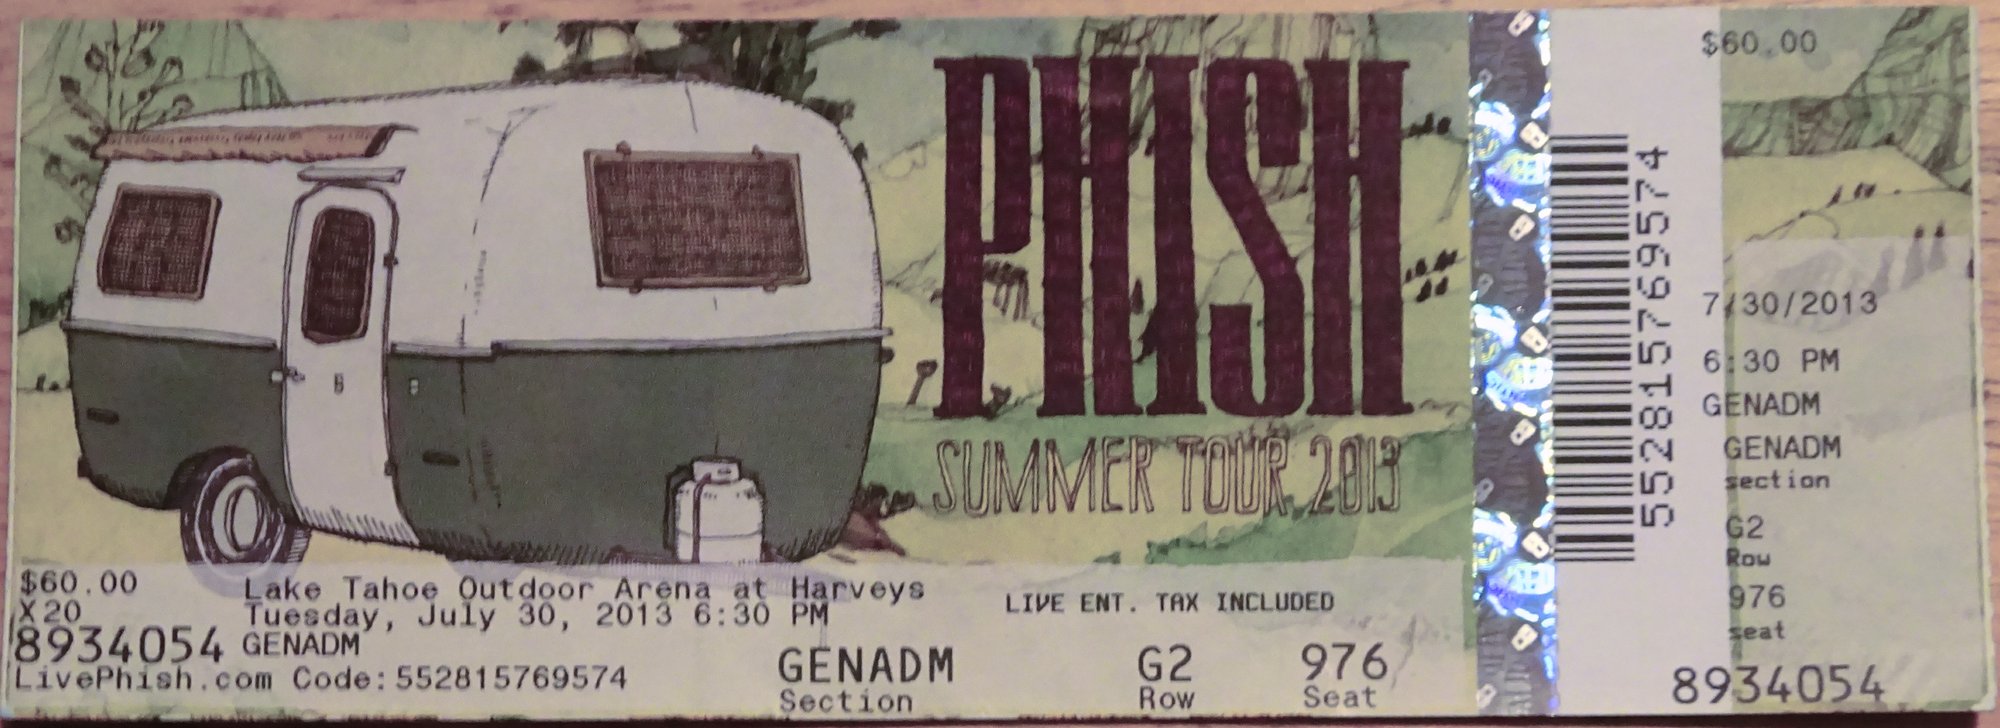 PHISH
SUMMER TOUR 2013
$60.00
X20
8934054
Lake Tahoe Outdoor Arena at Harveys
Tuesday, July 30, 2013 6:30 PM
GENADM
LivePhish.com Code:552815769574
LIVE ENT. TAX INCLUDED
GENADM
Section
G2
Row
976
Seat
552815769574
$60.00
7/30/2013
6:30 PM
GENADM
GENADM
section
G2
Row
976
seat
8934054